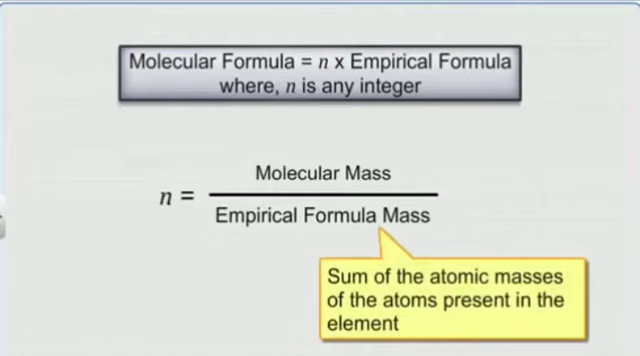 Molecular Formula = n x Empirical Formula
where, n is any integer
n =
Molecular Mass
Empirical Formula Mass
Sum of the atomic masses
of the atoms present in the
element